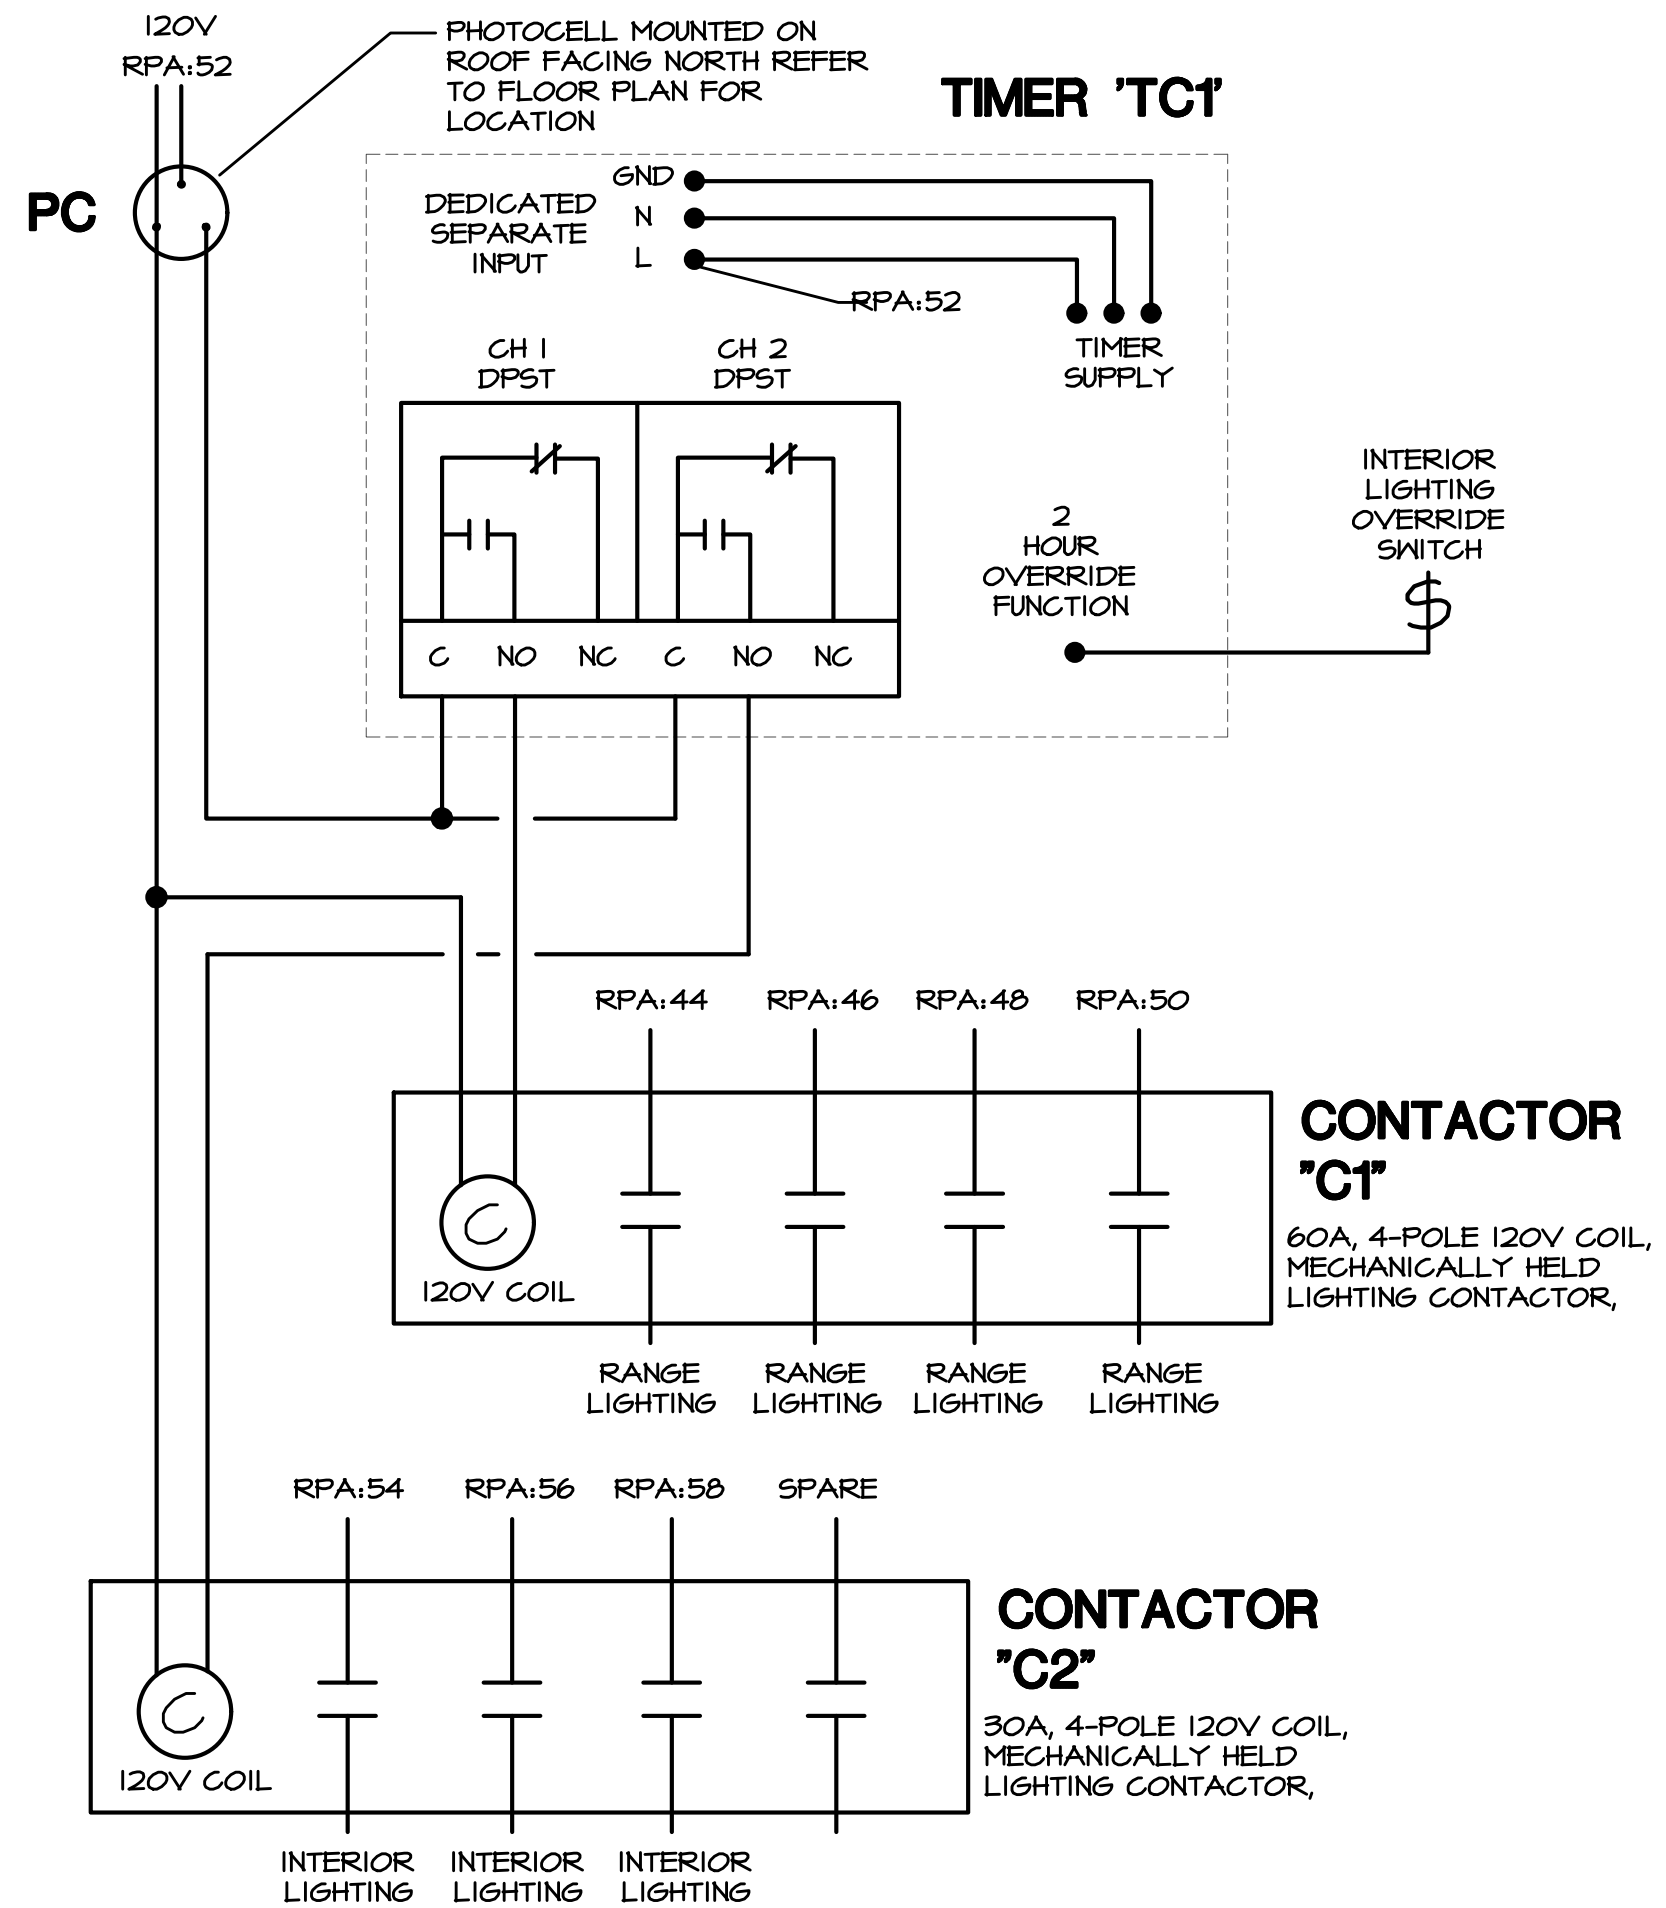 120V
RPA:52
PHOTOCELL MOUNTED ON
ROOF FACING NORTH REFER
TO FLOOR PLAN FOR
LOCATION
TIMER 'TC1'
PC
DEDICATED
SEPARATE
INPUT
GND
N
L
RPA:52
TIMER
SUPPLY
CH 1
DPST
CH 2
DPST
2
HOUR
OVERRIDE
FUNCTION
INTERIOR
LIGHTING
OVERRIDE
SWITCH
$
C NO NC C NO NC
RPA:44 RPA:46 RPA:48 RPA:50
CONTACTOR
"C1"
60A, 4-POLE 120V COIL,
MECHANICALLY HELD
LIGHTING CONTACTOR,
C
120V COIL
RANGE
LIGHTING
RANGE
LIGHTING
RANGE
LIGHTING
RANGE
LIGHTING
RPA:54 RPA:56 RPA:58 SPARE
CONTACTOR
"C2"
30A, 4-POLE 120V COIL,
MECHANICALLY HELD
LIGHTING CONTACTOR,
C
120V COIL
INTERIOR
LIGHTING
INTERIOR
LIGHTING
INTERIOR
LIGHTING